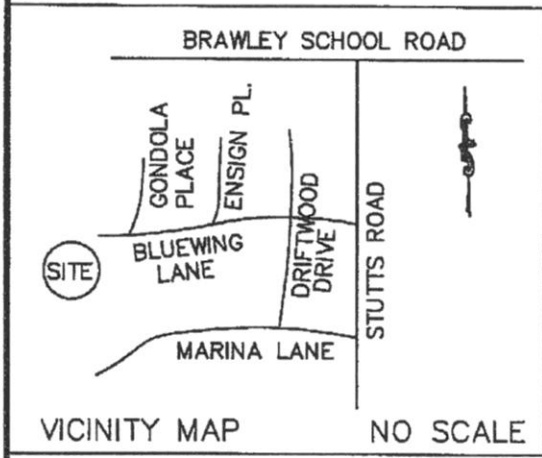 BRAWLEY SCHOOL ROAD
GONDOLA
PLACE
ENSIGN PL.
DRIFTWOOD
DRIVE
STUTTS ROAD
BLUEWING
LANE
SITE
MARINA LANE
VICINITY MAP
NO SCALE